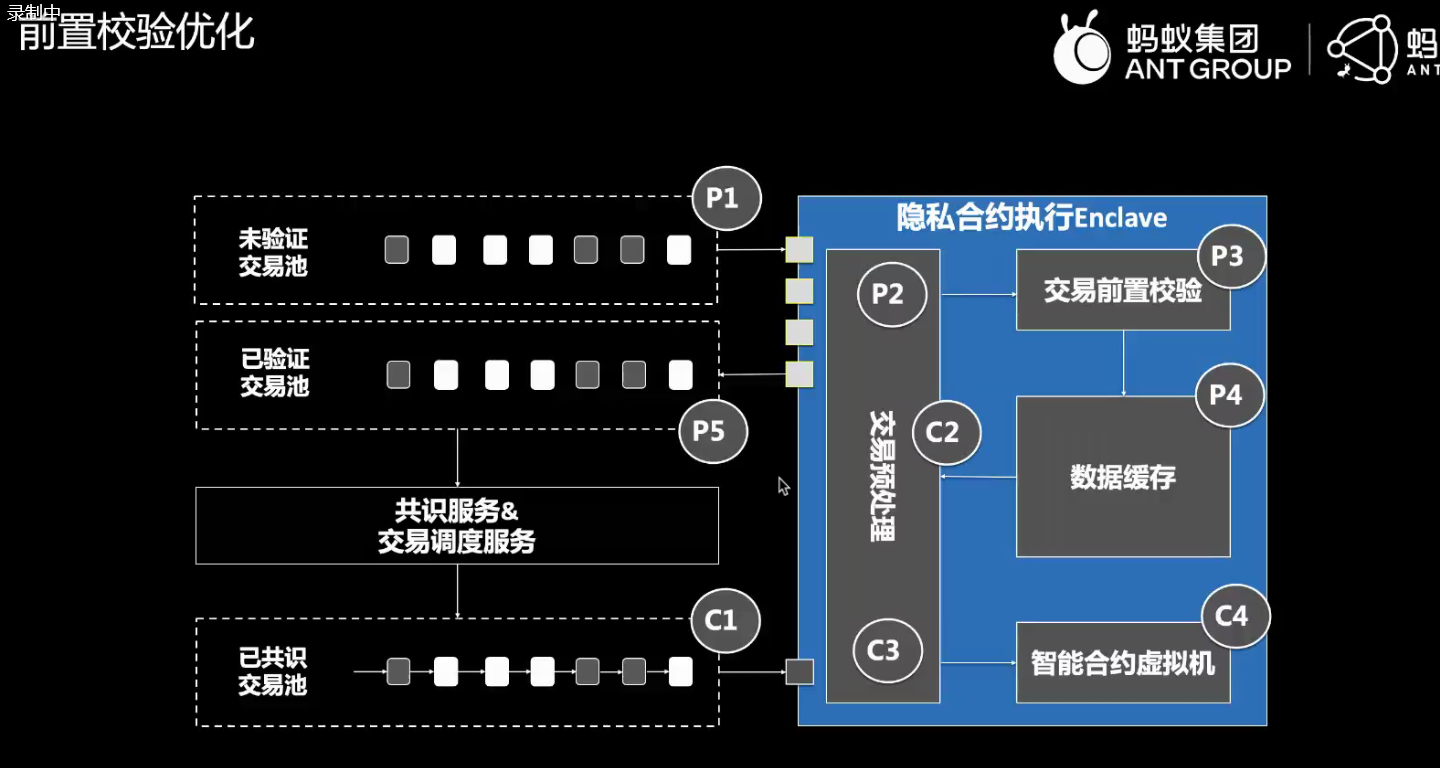 录制中
前置校验优化
蚂蚁集团
ANT GROUP
蚂
ANT
P1
未验证
交易池
隐私合约执行Enclave
P2
P3
交易前置校验
已验证
交易池
P5
P4
数据缓存
C2
交易预处理
共识服务&
交易调度服务
C1
已共识
交易池
C3
C4
智能合约虚拟机